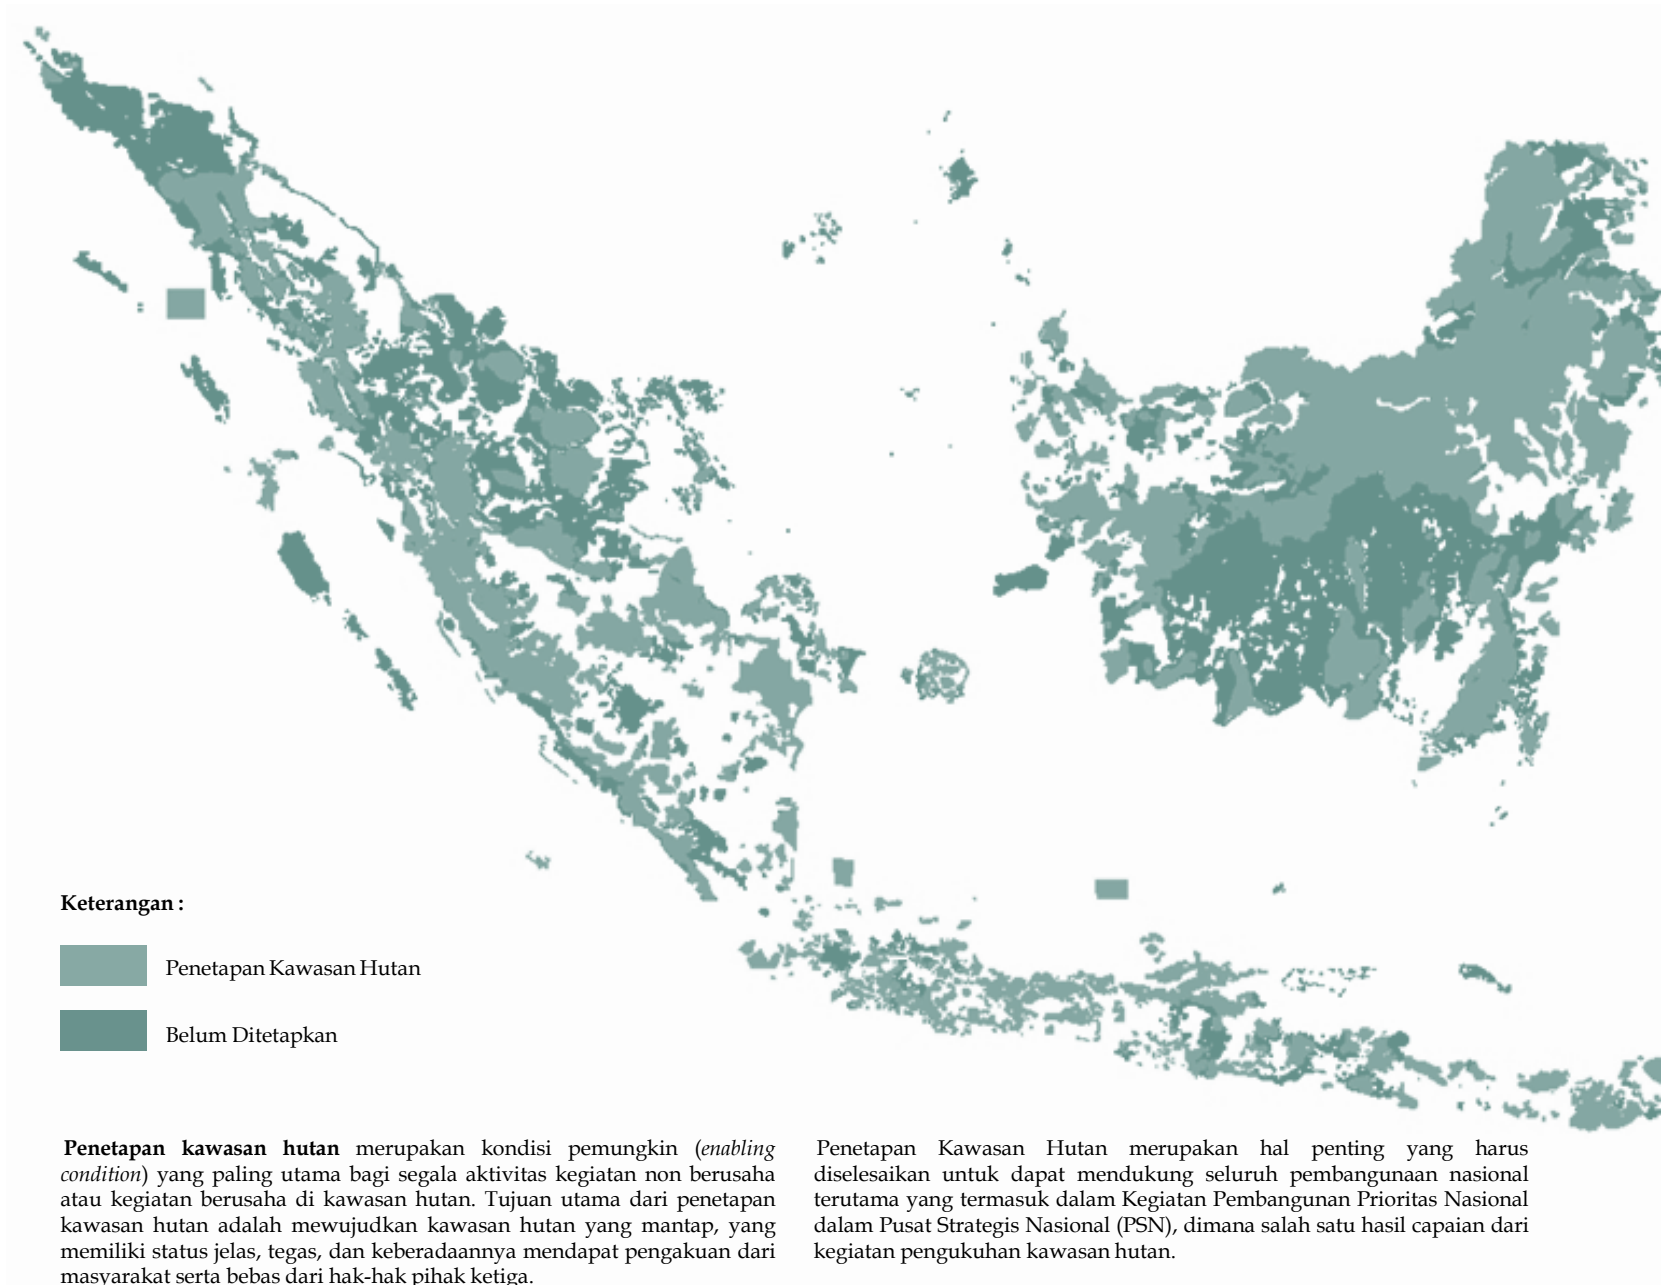 Keterangan :
Penetapan Kawasan Hutan
Belum Ditetapkan
Penetapan kawasan hutan merupakan kondisi pemungkin (enabling
condition) yang paling utama bagi segala aktivitas kegiatan non berusaha
atau kegiatan berusaha di kawasan hutan. Tujuan utama dari penetapan
kawasan hutan adalah mewujudkan kawasan hutan yang mantap, yang
memiliki status jelas, tegas, dan keberadaannya mendapat pengakuan dari
masyarakat serta bebas dari hak-hak pihak ketiga.
Penetapan Kawasan Hutan merupakan hal penting yang harus
diselesaikan untuk dapat mendukung seluruh pembangunaan nasional
terutama yang termasuk dalam Kegiatan Pembangunan Prioritas Nasional
dalam Pusat Strategis Nasional (PSN), dimana salah satu hasil capaian dari
kegiatan pengukuhan kawasan hutan.